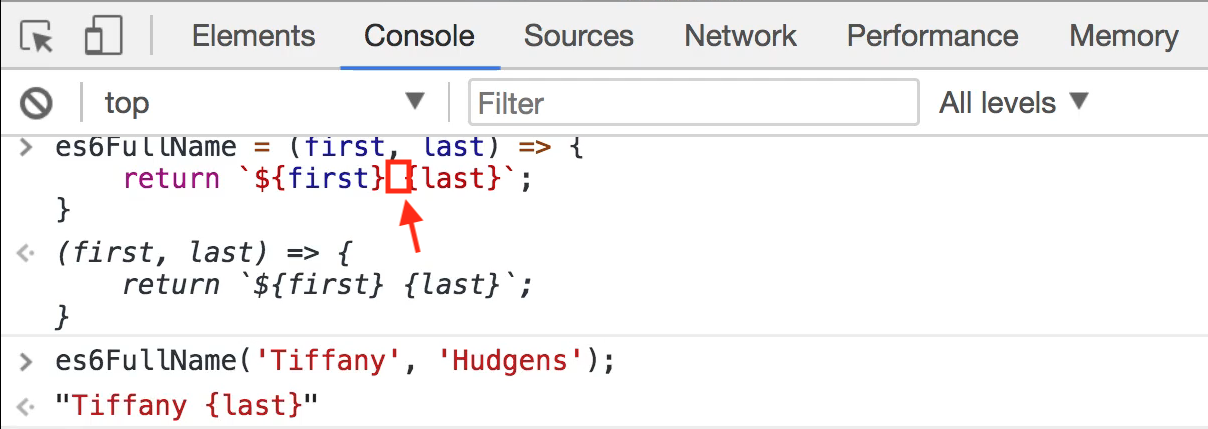 Elements Console Sources Network Performance Memory
top Filter All levels
> es6FullName = (first, last) => {
return `${first} {last}`;
}
(first, last) => {
return `${first} {last}`;
}
> es6FullName('Tiffany', 'Hudgens');
"Tiffany {last}"